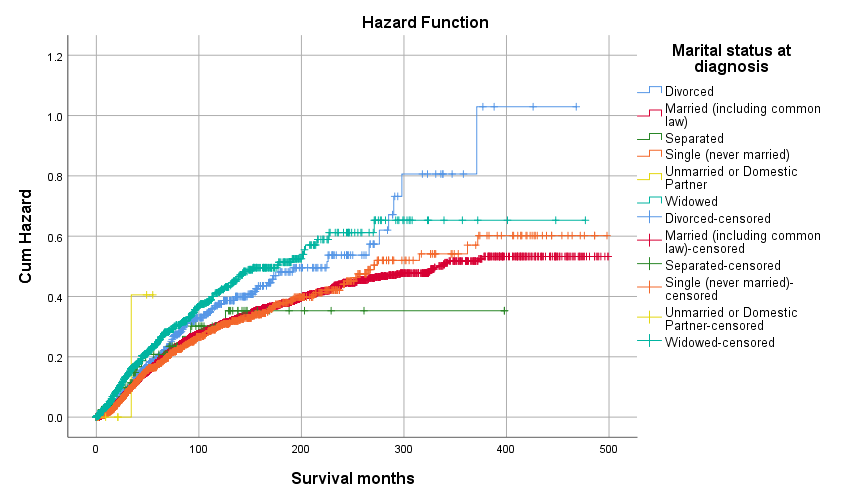 Hazard Function
Cum Hazard
1.2
1.0
0.8
0.6
0.4
0.2
0.0
0
100
200
300
400
500
Survival months
Marital status at
diagnosis
Divorced
Married (including common
law)
Separated
Single (never married)
Unmarried or Domestic
Partner
Widowed
Divorced-censored
Married (including common
law)-censored
Separated-censored
Single (never married)-
censored
Unmarried or Domestic
Partner-censored
Widowed-censored